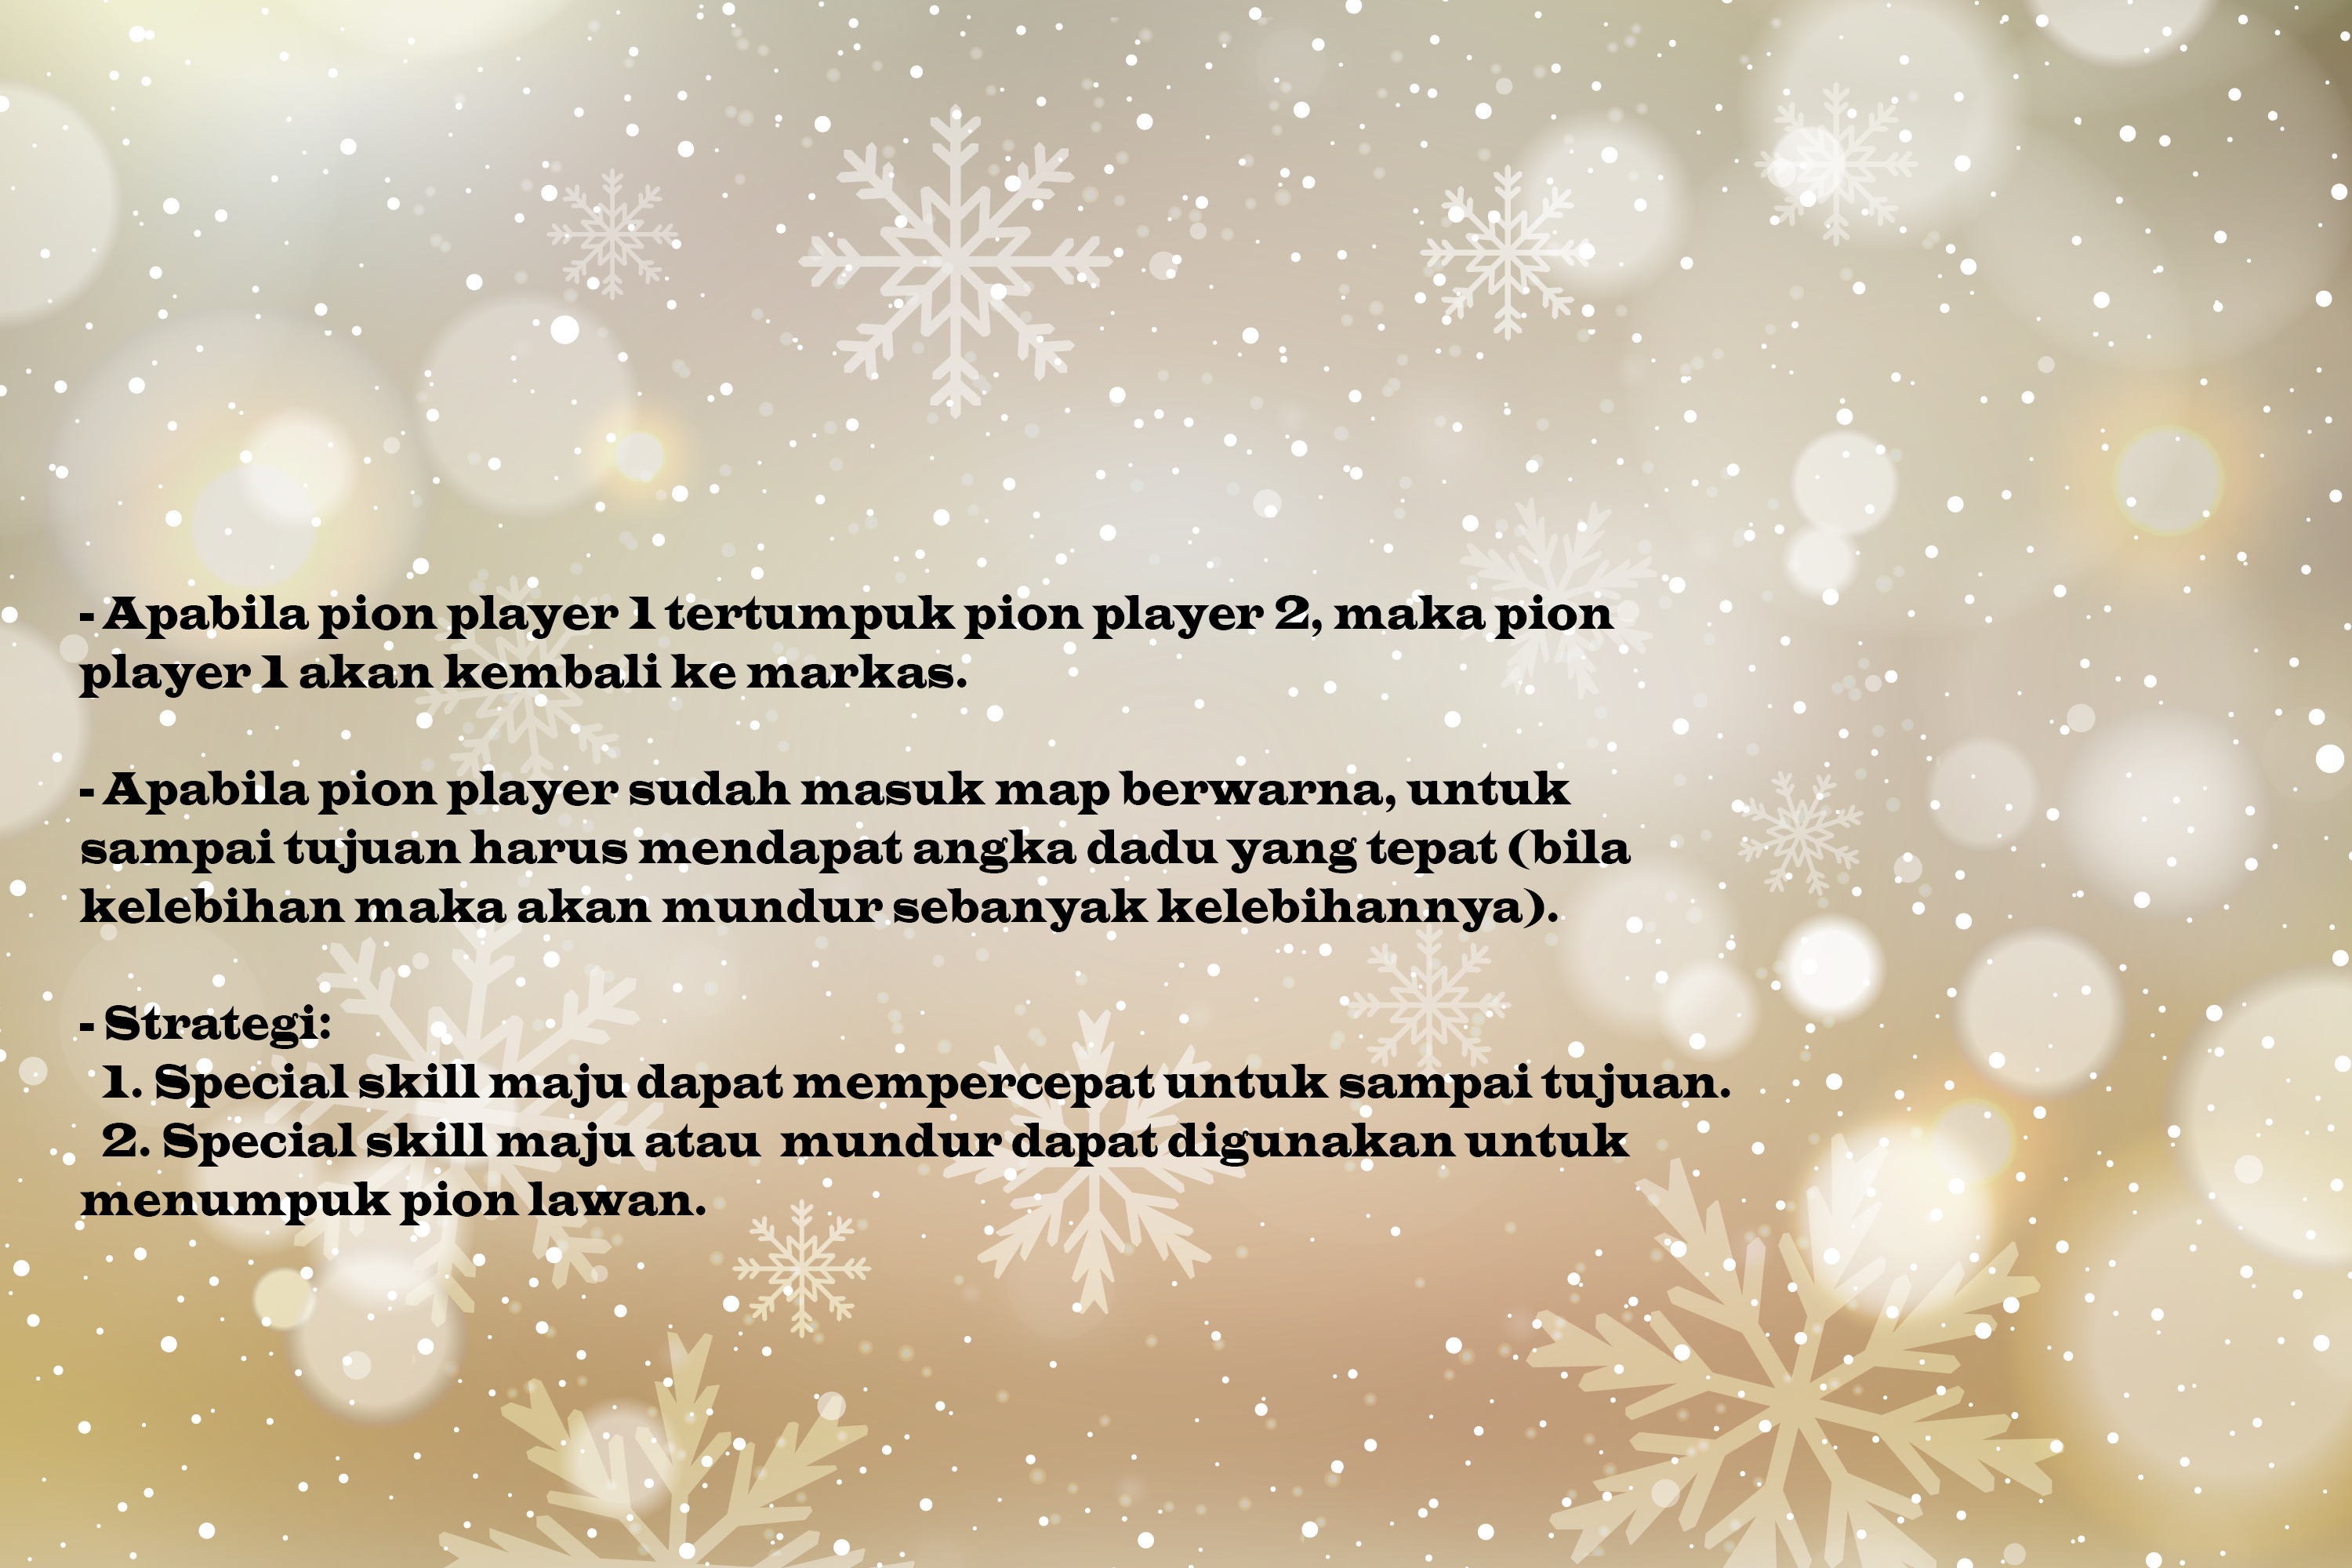 - Apabila pion player 1 tertumpuk pion player 2, maka pion
player 1 akan kembali ke markas.
- Apabila pion player sudah masuk map berwarna, untuk
sampai tujuan harus mendapat angka dadu yang tepat (bila
kelebihan maka akan mundur sebanyak kelebihannya).
- Strategi:
1. Special skill maju dapat mempercepat untuk sampai tujuan.
2. Special skill maju atau  mundur dapat digunakan untuk
menumpuk pion lawan.